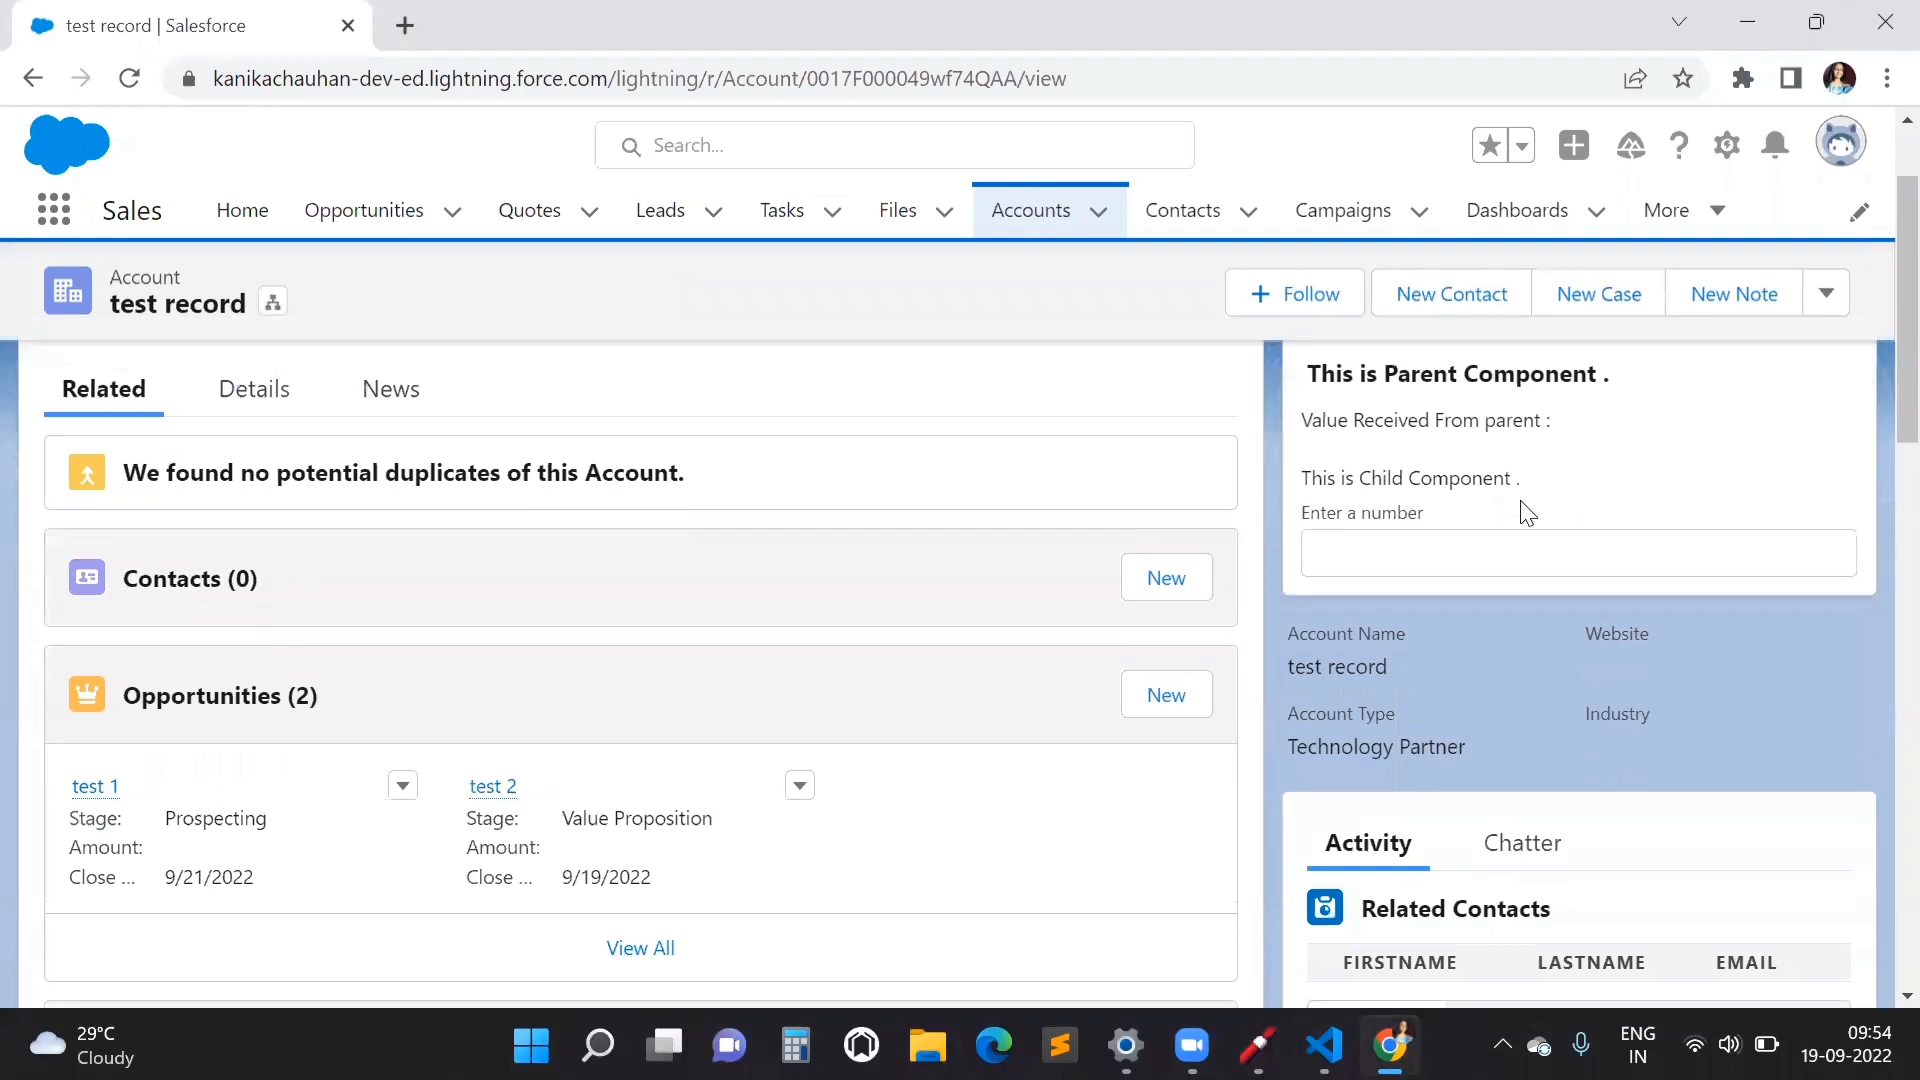 test record | Salesforce
kanikachauhan-dev-ed.lightning.force.com/lightning/r/Account/0017F000049wf74QAA/view
Search...
Sales
Home
Opportunities
Quotes
Leads
Tasks
Files
Accounts
Contacts
Campaigns
Dashboards
More
Account
test record
Follow
New Contact
New Case
New Note
Related
Details
News
We found no potential duplicates of this Account.
Contacts (0)
New
Opportunities (2)
New
test 1
Stage: Prospecting
Amount:
Close ... 9/21/2022
test 2
Stage: Value Proposition
Amount:
Close ... 9/19/2022
View All
This is Parent Component .
Value Received From parent :
This is Child Component .
Enter a number
Account Name
Website
test record
Account Type
Industry
Technology Partner
Activity
Chatter
Related Contacts
FIRSTNAME
LASTNAME
EMAIL
29°C
Cloudy
ENG
IN
09:54
19-09-2022